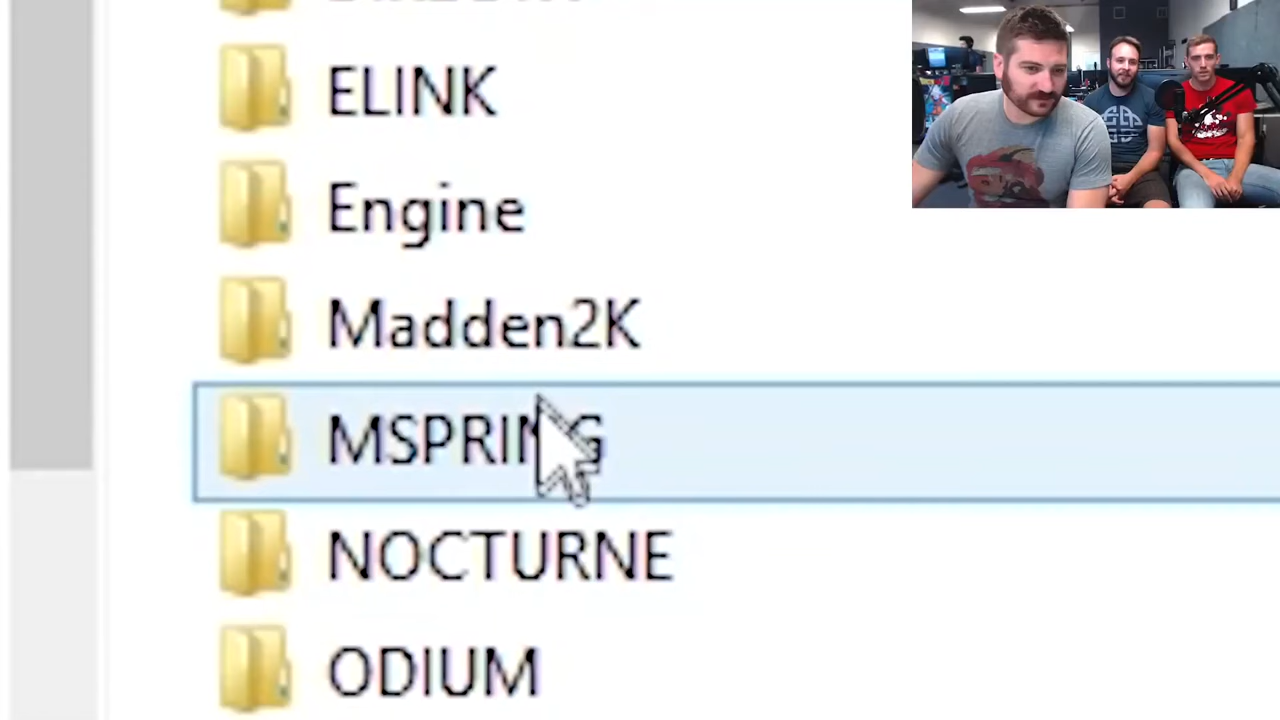 ELINK
Engine
Madden2K
MSPRING
NOCTURNE
ODIUM